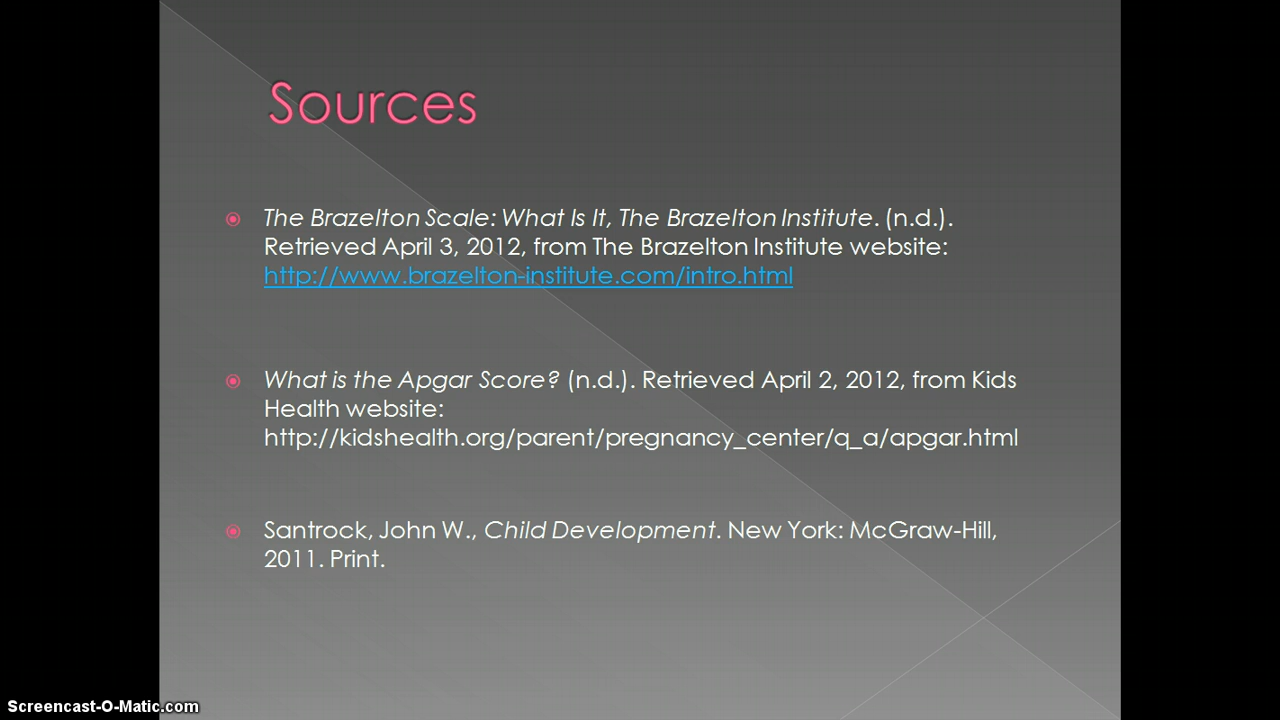 Sources
The Brazelton Scale: What Is It, The Brazelton Institute. (n.d.).
Retrieved April 3, 2012, from The Brazelton Institute website:
http://www.brazelton-institute.com/intro.html
What is the Apgar Score? (n.d.). Retrieved April 2, 2012, from Kids
Health website:
http://kidshealth.org/parent/pregnancy_center/q_a/apgar.html
Santrock, John W., Child Development. New York: McGraw-Hill,
2011. Print.
Screencast-O-Matic.com